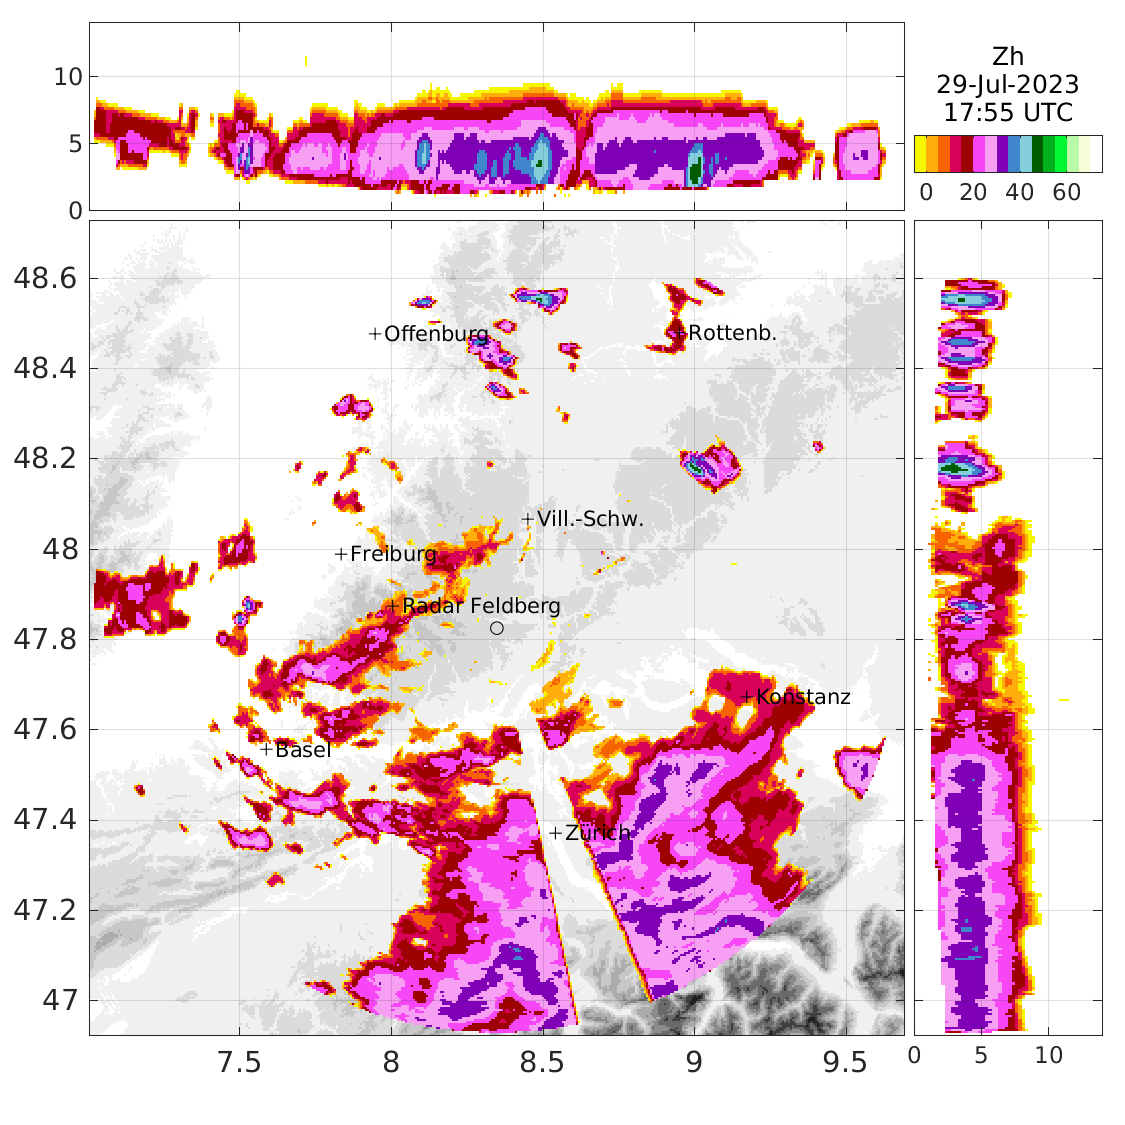 10
5
0
Zh
29-Jul-2023
17:55 UTC
0 20 40 60
48.6
48.4
48.2
48
47.8
47.6
47.4
47.2
47
+Offenburg
+Rottenb.
+Vill.-Schw.
+Freiburg
+Radar Feldberg
+Konstanz
+Basel
+Zürich
7.5 8 8.5 9 9.5
0 5 10